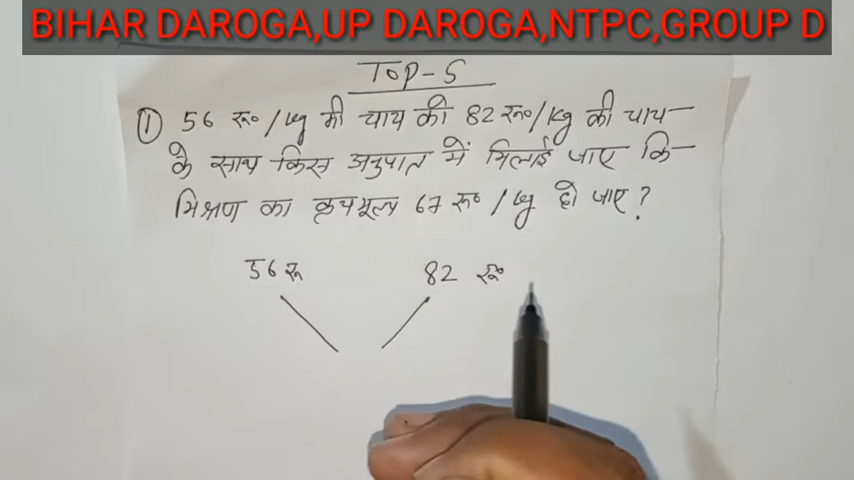 BIHAR DAROGA,UP DAROGA,NTPC,GROUP D
TOP-5
① 56 रू० /kg की चाय की 82 रू०/kg की चाय
के साथ किस अनुपात में मिलाई जाए कि
मिश्रण का क्रयमूल्य 67 रू० /kg हो जाए ?
56 रू 82 रू०